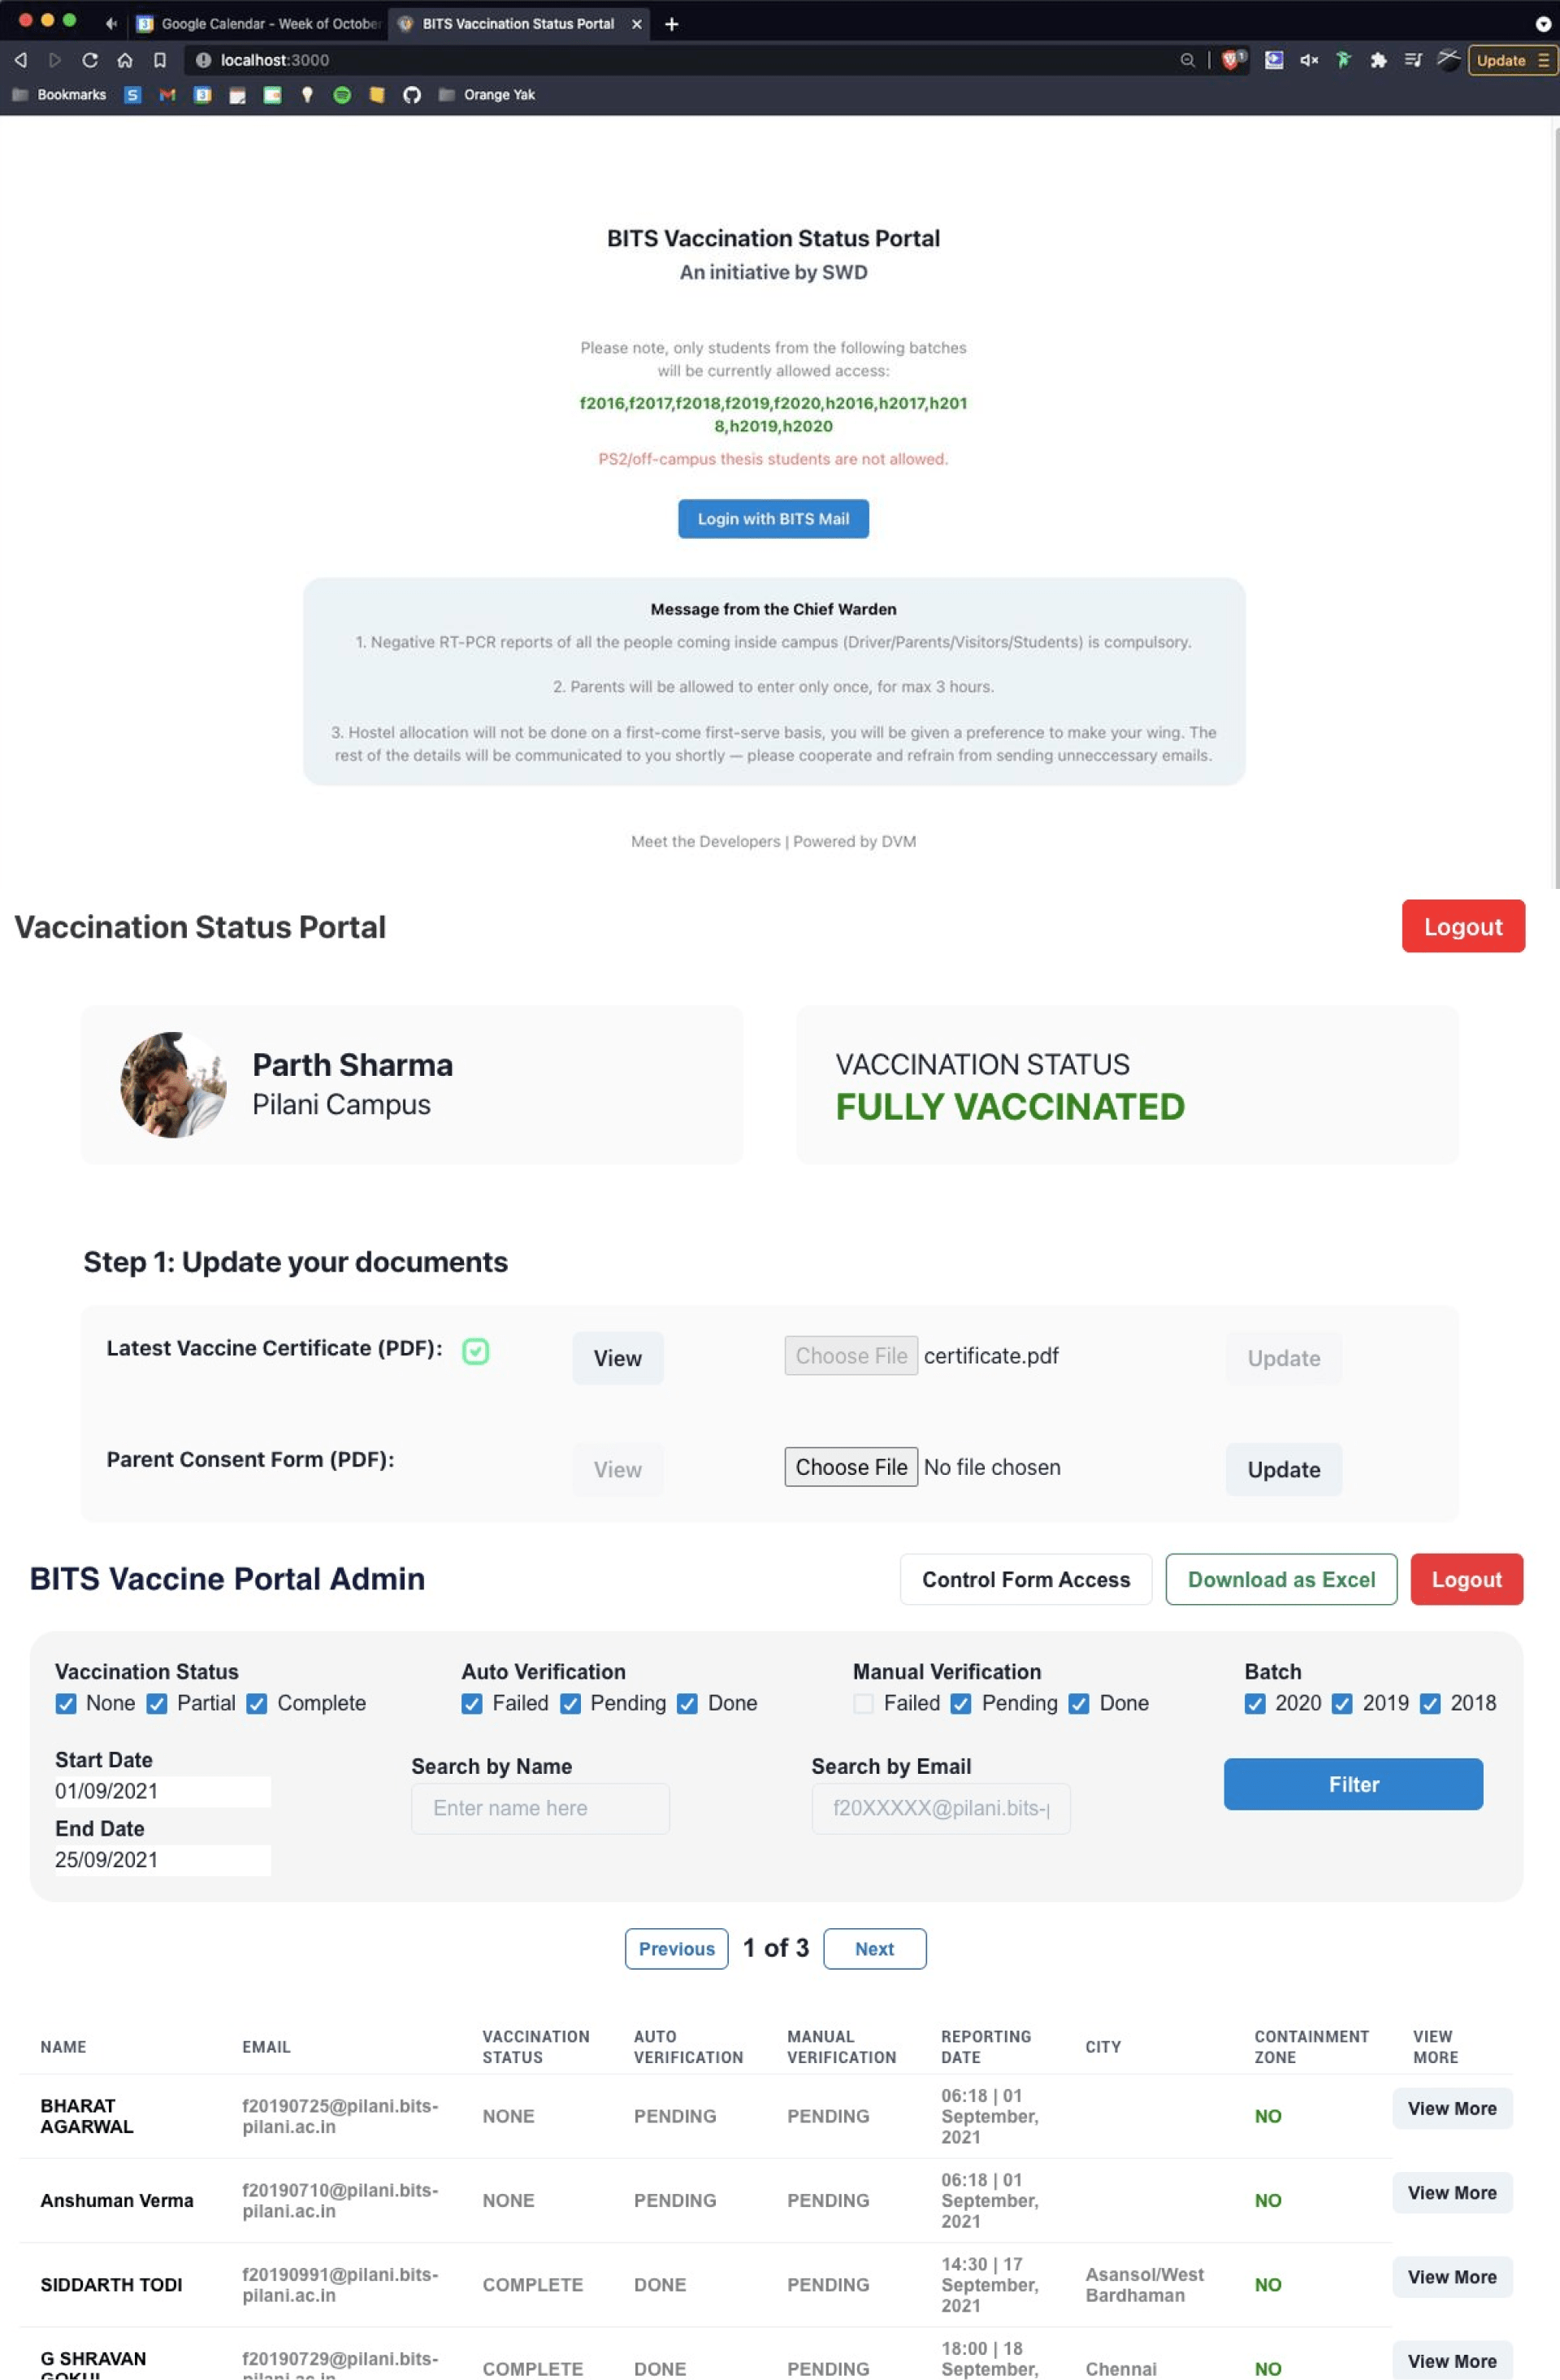 Google Calendar - Week of Octobe
BITS Vaccination Status Portal
localhost:3000
Update
Bookmarks
Orange Yak
BITS Vaccination Status Portal
An initiative by SWD
Please note, only students from the following batches
will be currently allowed access:
f2016,f2017,f2018,f2019,f2020,h2016,h2017,h201
8,h2019,h2020
PS2/off-campus thesis students are not allowed.
Login with BITS Mail
Message from the Chief Warden
1. Negative RT-PCR reports of all the people coming inside campus (Driver/Parents/Visitors/Students) is compulsory.
2. Parents will be allowed to enter only once, for max 3 hours.
3. Hostel allocation will not be done on a first-come first-serve basis, you will be given a preference to make your wing. The
rest of the details will be communicated to you shortly — please cooperate and refrain from sending unneccessary emails.
Meet the Developers | Powered by DVM
Vaccination Status Portal
Logout
Parth Sharma
Pilani Campus
VACCINATION STATUS
FULLY VACCINATED
Step 1: Update your documents
Latest Vaccine Certificate (PDF): View Choose File certificate.pdf Update
Parent Consent Form (PDF): View Choose File No file chosen Update
BITS Vaccine Portal Admin
Control Form Access Download as Excel Logout
Vaccination Status Auto Verification Manual Verification Batch
None Partial Complete Failed Pending Done Failed Pending Done 2020 2019 2018
Start Date
01/09/2021
End Date
25/09/2021
Search by Name
Enter name here
Search by Email
f20XXXXX@pilani.bits-
Filter
Previous 1 of 3 Next
NAME EMAIL VACCINATION STATUS AUTO VERIFICATION MANUAL VERIFICATION REPORTING DATE CITY CONTAINMENT ZONE VIEW MORE
BHARAT AGARWAL f20190725@pilani.bits-pilani.ac.in NONE PENDING PENDING 06:18 | 01 September, 2021 NO View More
Anshuman Verma f20190710@pilani.bits-pilani.ac.in NONE PENDING PENDING 06:18 | 01 September, 2021 NO View More
SIDDARTH TODI f20190991@pilani.bits-pilani.ac.in COMPLETE DONE PENDING 14:30 | 17 September, 2021 Asansol/West Bardhaman NO View More
G SHRAVAN f20190729@pilani.bits- COMPLETE DONE PENDING 18:00 | 18 September, Chennai NO View More